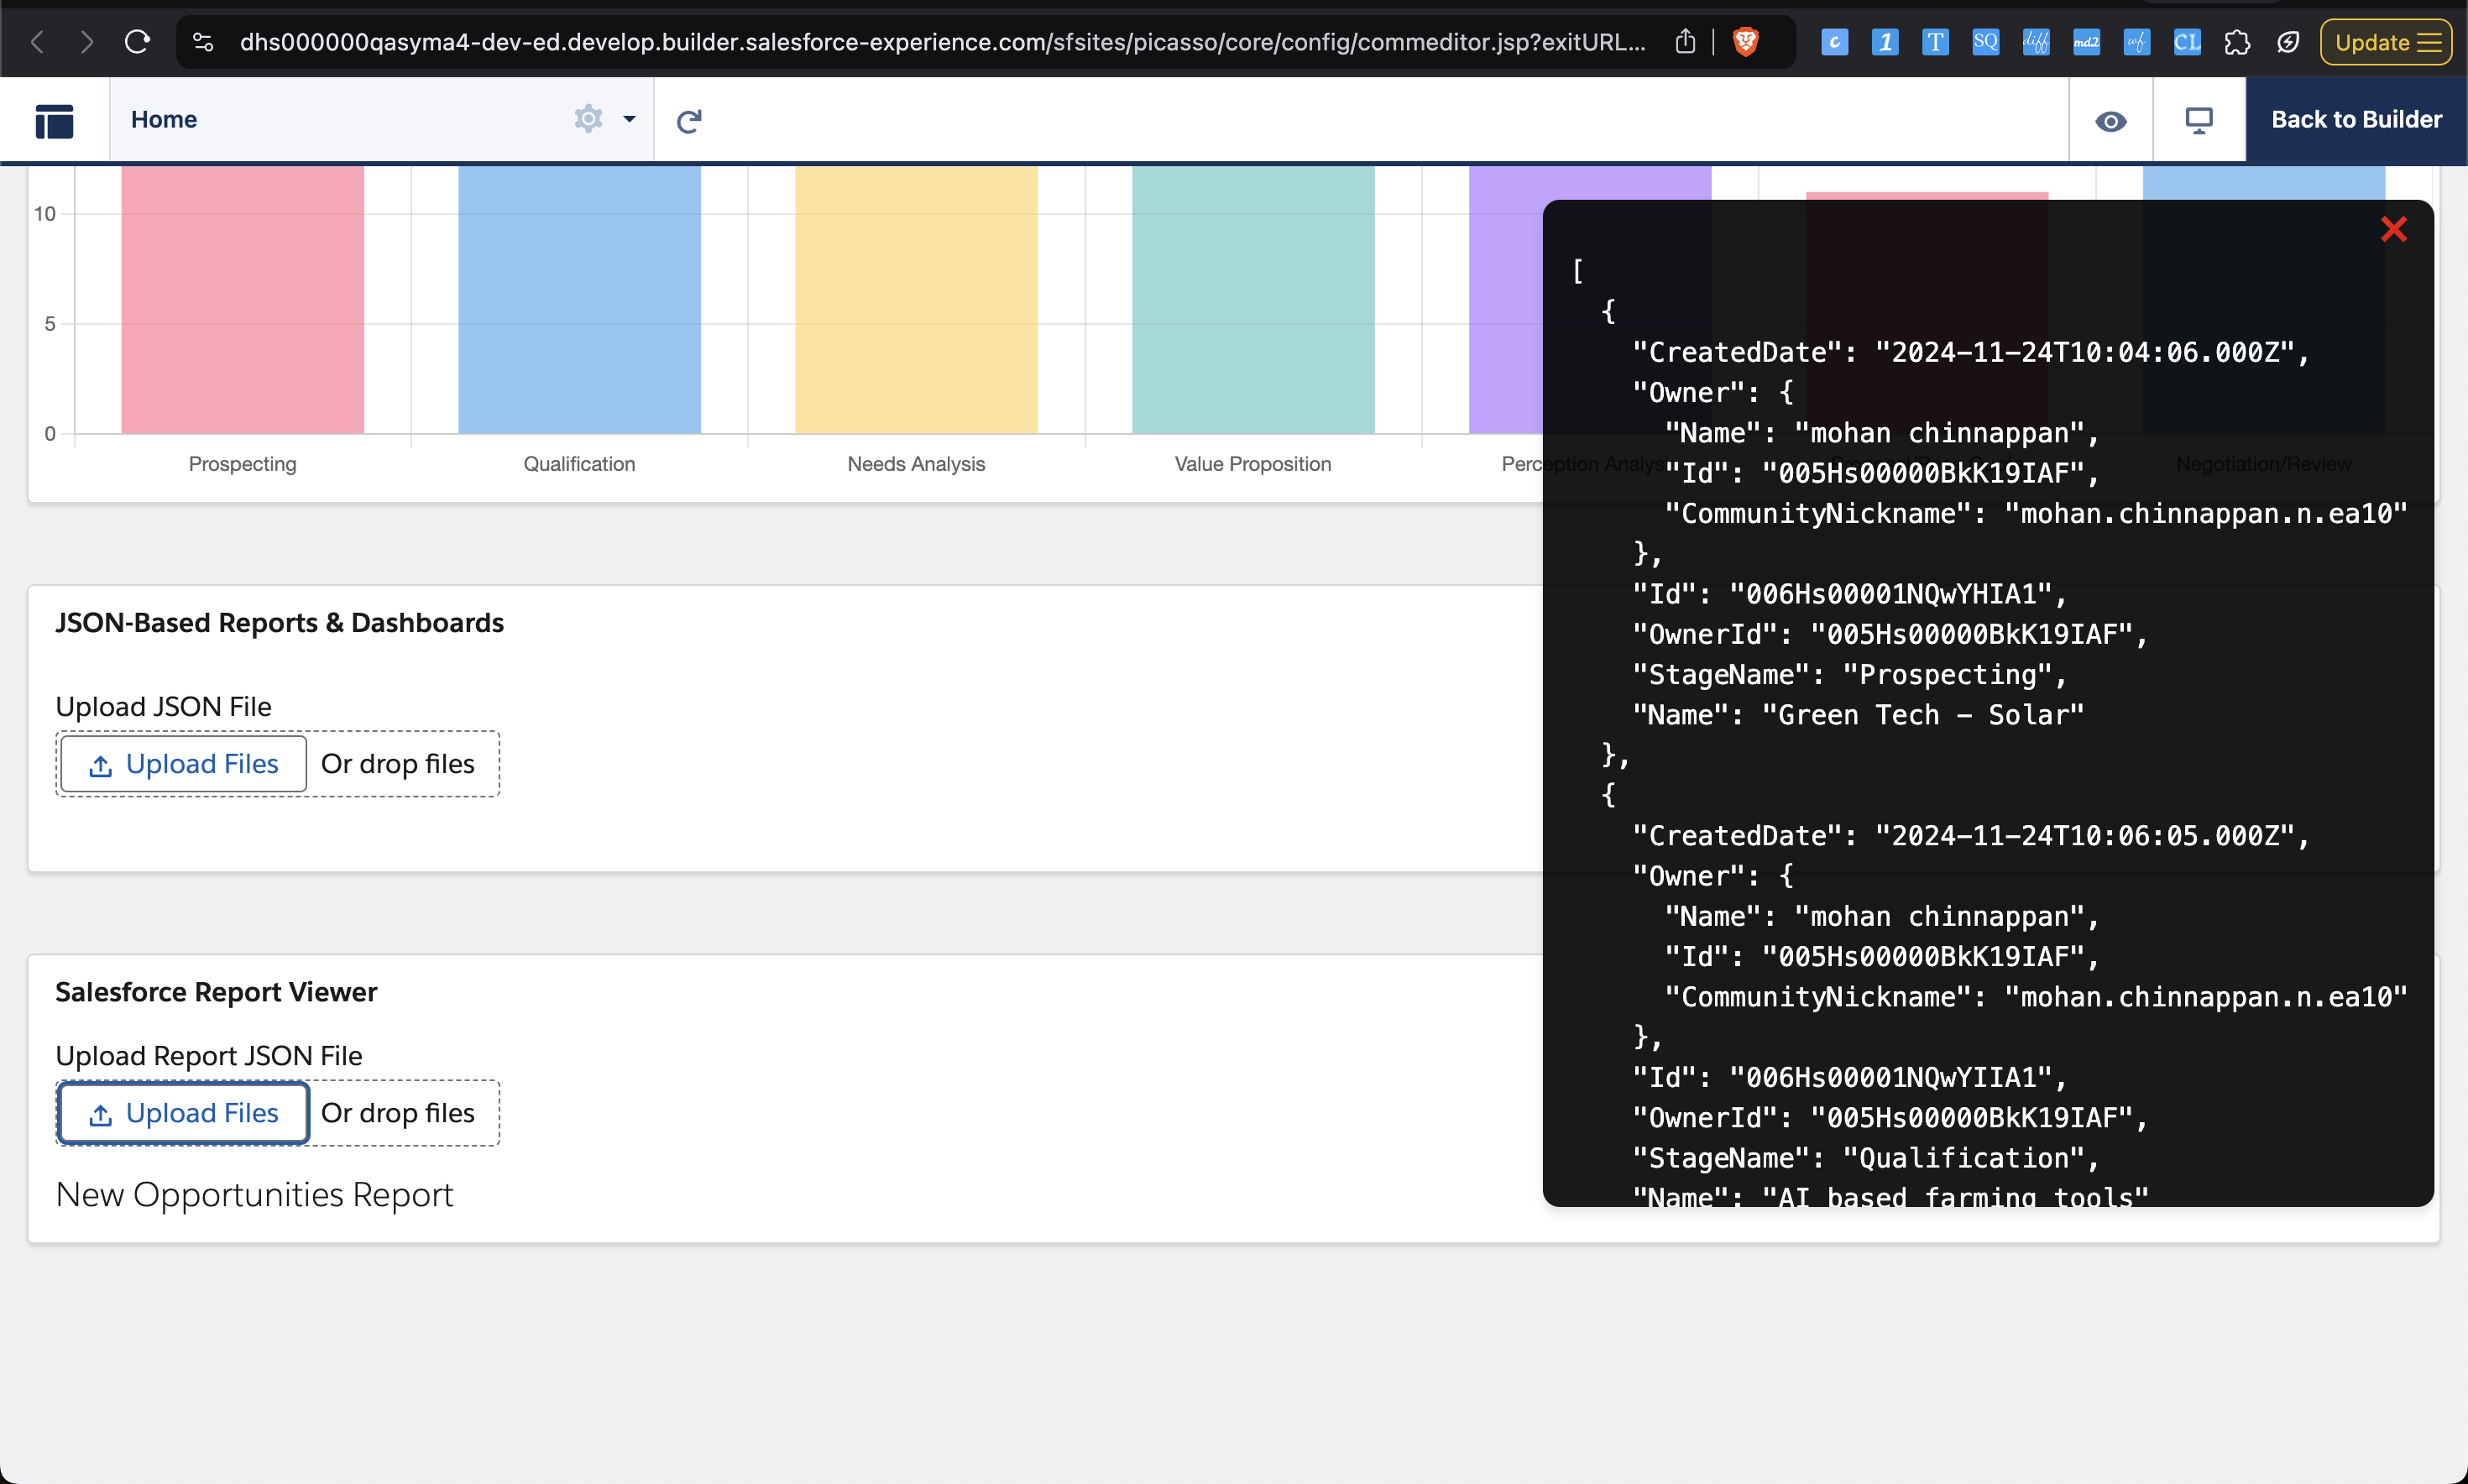 dhs000000qasyma4-dev-ed.develop.builder.salesforce-experience.com/sfsites/picasso/core/config/commeditor.jsp?exitURL...
c
1
T
SQ
diff
md2
wf
CL
Update
Home
Back to Builder
10
5
0
Prospecting
Qualification
Needs Analysis
Value Proposition
Perception Analysis
Negotiation/Review
JSON-Based Reports & Dashboards
Upload JSON File
Upload Files
Or drop files
Salesforce Report Viewer
Upload Report JSON File
Upload Files
Or drop files
New Opportunities Report
[
{
"CreatedDate": "2024-11-24T10:04:06.000Z",
"Owner": {
"Name": "mohan chinnappan",
"Id": "005Hs00000BkK19IAF",
"CommunityNickname": "mohan.chinnappan.n.ea10"
},
"Id": "006Hs00001NQwYHIA1",
"OwnerId": "005Hs00000BkK19IAF",
"StageName": "Prospecting",
"Name": "Green Tech - Solar"
},
{
"CreatedDate": "2024-11-24T10:06:05.000Z",
"Owner": {
"Name": "mohan chinnappan",
"Id": "005Hs00000BkK19IAF",
"CommunityNickname": "mohan.chinnappan.n.ea10"
},
"Id": "006Hs00001NQwYIIA1",
"OwnerId": "005Hs00000BkK19IAF",
"StageName": "Qualification",
"Name": "AI based farming tools"